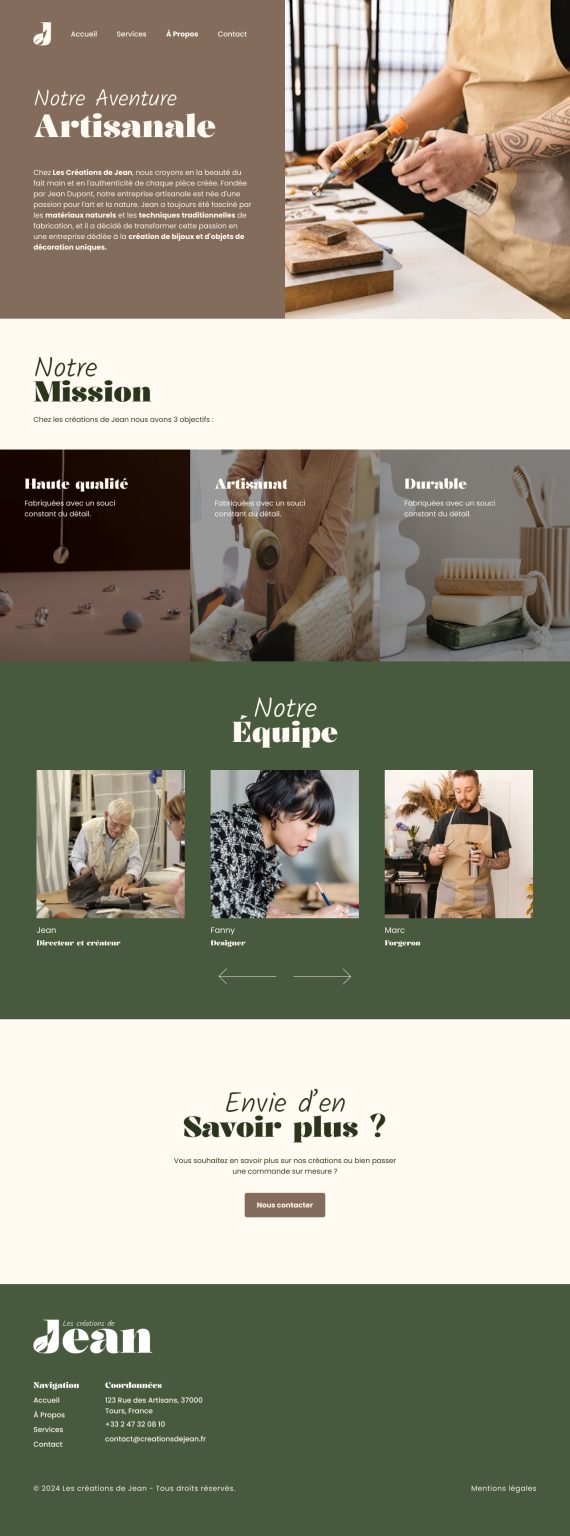 J
Accueil Services À Propos Contact
Notre Aventure
Artisanale
Chez Les Créations de Jean, nous croyons en la beauté du
fait main et en l'authenticité de chaque pièce créée. Fondée
par Jean Dupont, notre entreprise artisanale est née d'une
passion pour l'art et la nature. Jean a toujours été fasciné par
les matériaux naturels et les techniques traditionnelles de
fabrication, et il a décidé de transformer cette passion en
une entreprise dédiée à la création de bijoux et d'objets de
décoration uniques.
Notre
Mission
Chez les créations de Jean nous avons 3 objectifs :
Haute qualité
Fabriquées avec un souci
constant du détail.
Artisanat
Fabriquées avec un souci
constant du détail.
Durable
Fabriquées avec un souci
constant du détail.
Notre
Équipe
Jean
Directeur et créateur
Fanny
Designer
Marc
Forgeron
Envie d'en
Savoir plus ?
Vous souhaitez en savoir plus sur nos créations ou bien passer
une commande sur mesure ?
Nous contacter
Les créations de
Jean
Navigation
Accueil
À Propos
Services
Contact
Coordonnées
123 Rue des Artisans, 37000
Tours, France
+33 2 47 32 08 10
contact@creationsdejean.fr
© 2024 Les créations de Jean - Tous droits réservés.
Mentions légales